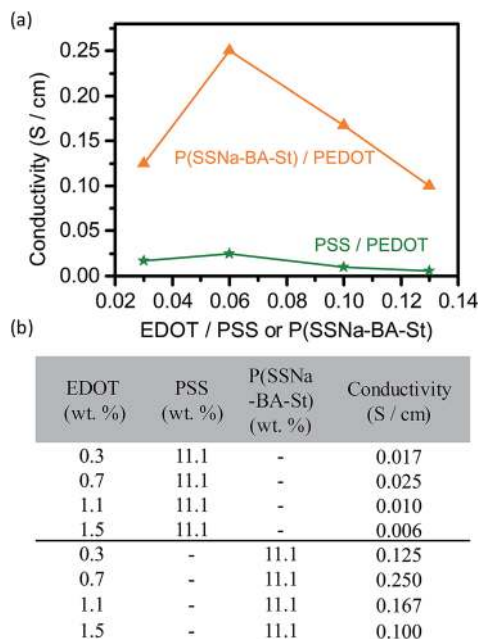 (a)
0.25
0.20
0.15
0.10
0.05
0.00
Conductivity (S / cm)
P(SSNa-BA-St) / PEDOT
PSS / PEDOT
0.02 0.04 0.06 0.08 0.10 0.12 0.14
EDOT / PSS or P(SSNa-BA-St)
(b)
EDOT (wt. %) PSS (wt. %) P(SSNa -BA-St) (wt. %) Conductivity (S / cm)
0.3 11.1 - 0.017
0.7 11.1 - 0.025
1.1 11.1 - 0.010
1.5 11.1 - 0.006
0.3 - 11.1 0.125
0.7 - 11.1 0.250
1.1 - 11.1 0.167
1.5 - 11.1 0.100